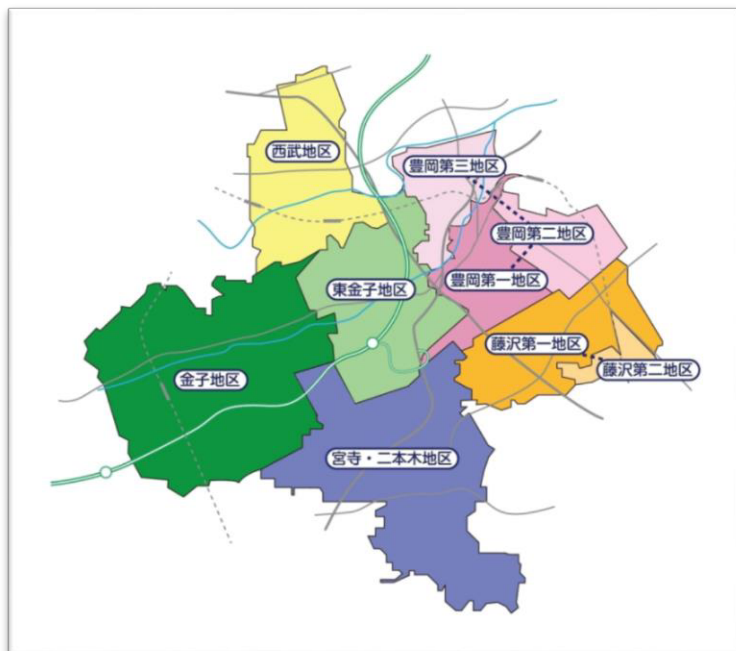 西武地区
豊岡第三地区
豊岡第二地区
豊岡第一地区
東金子地区
藤沢第一地区
藤沢第二地区
金子地区
宮寺・二本木地区